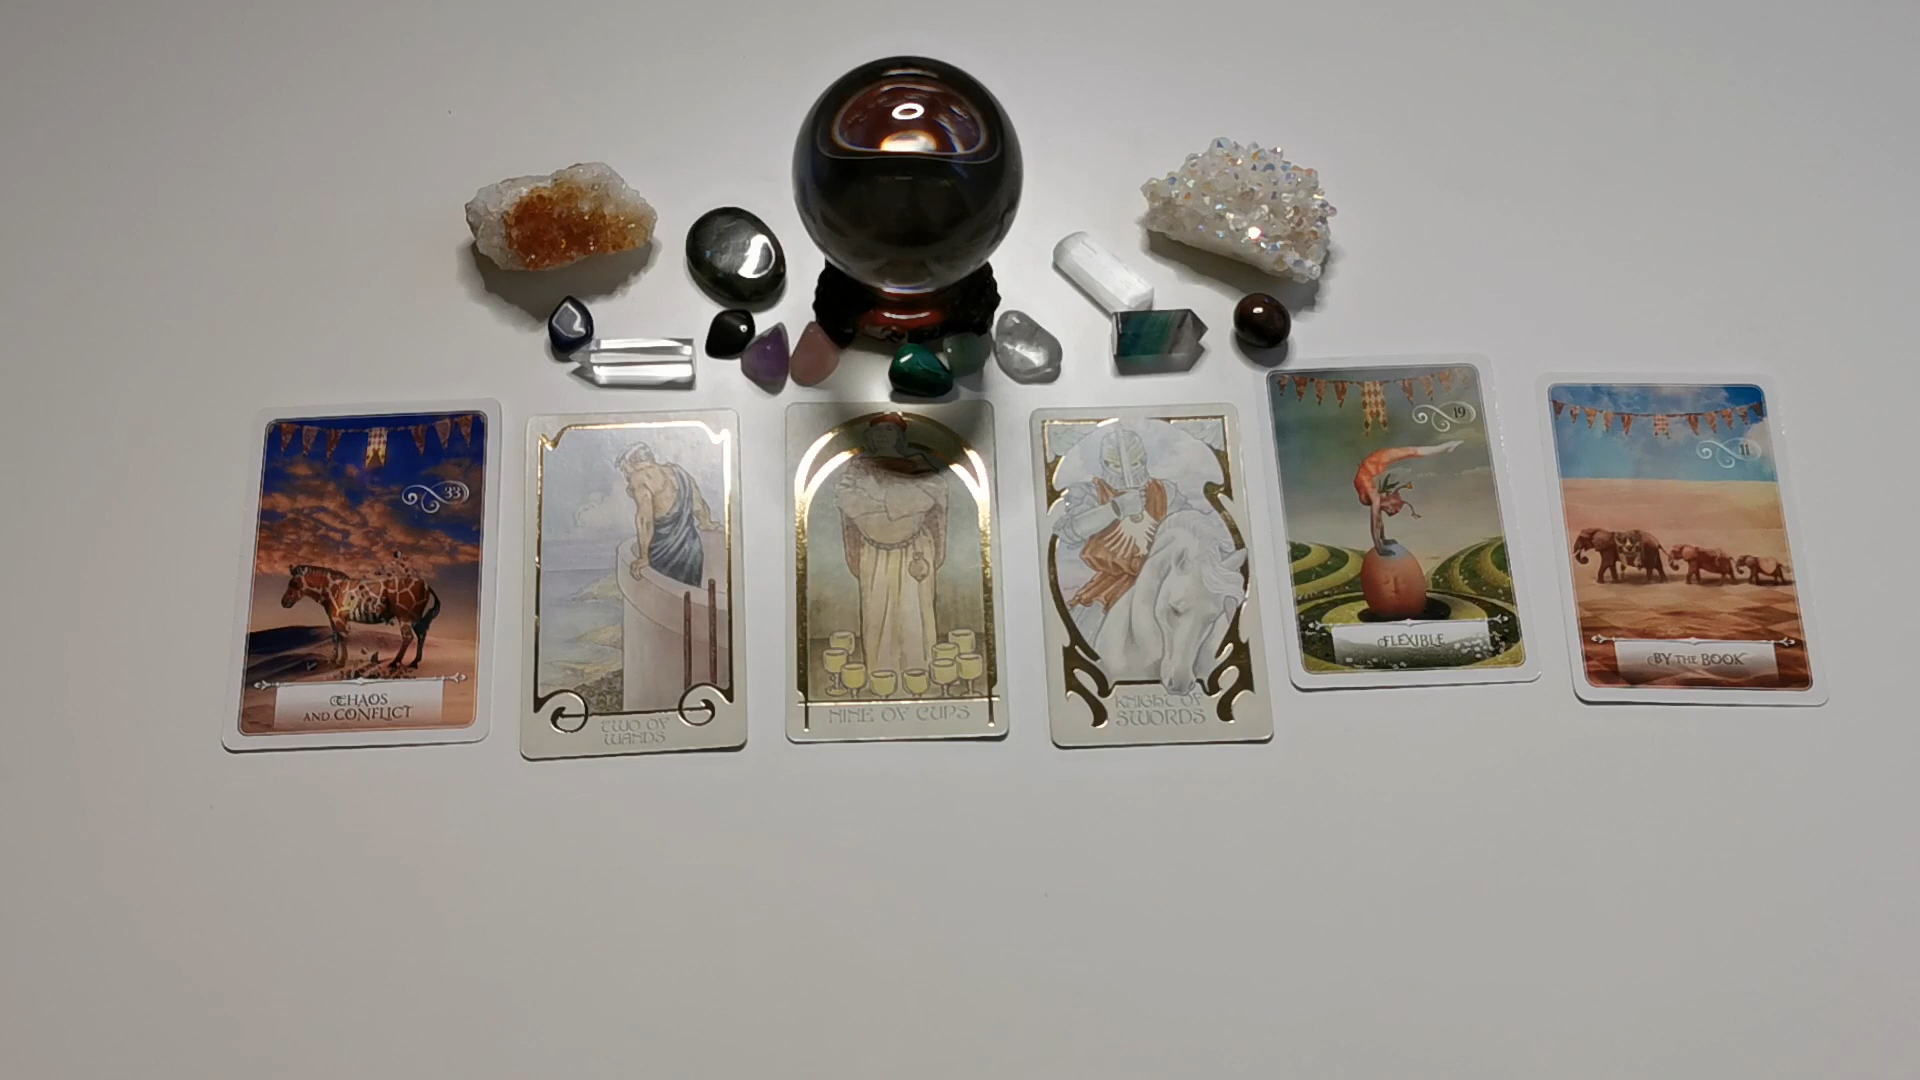 33
CHAOS
AND CONFLICT
TWO OF
WANDS
NINE OF CUPS
KNIGHT OF
SWORDS
19
FLEXIBLE
11
BY THE BOOK